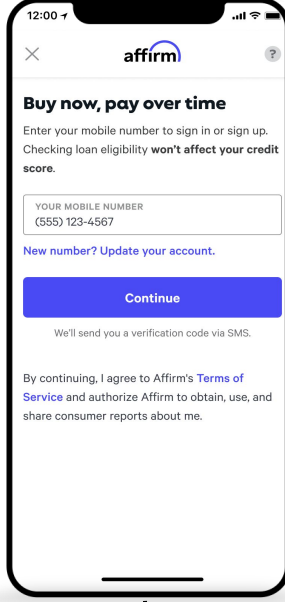 12:00
affirm
?
Buy now, pay over time
Enter your mobile number to sign in or sign up.
Checking loan eligibility won't affect your credit
score.
YOUR MOBILE NUMBER
(555) 123-4567
New number? Update your account.
Continue
We'll send you a verification code via SMS.
By continuing, I agree to Affirm's Terms of
Service and authorize Affirm to obtain, use, and
share consumer reports about me.